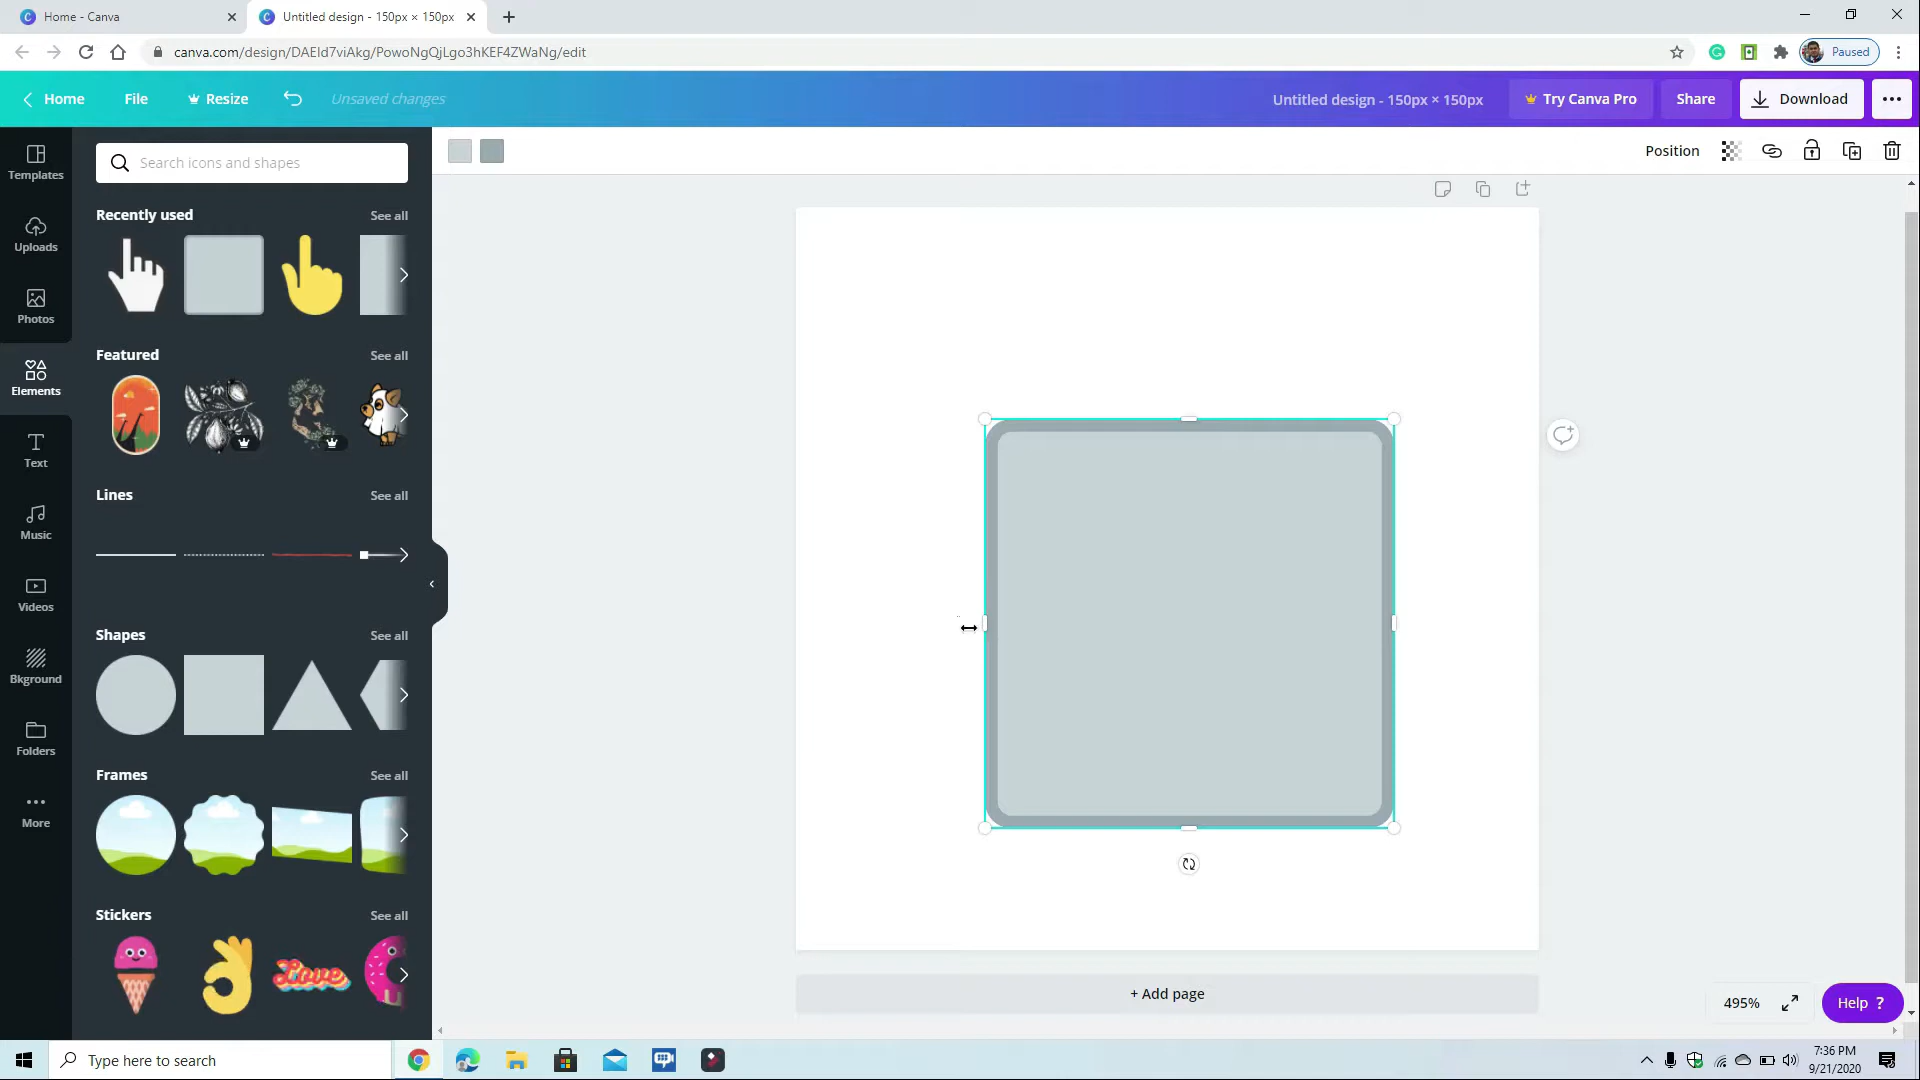 Home - Canva
Untitled design - 150px × 150px
canva.com/design/DAEId7viAkg/PowoNgQjLgo3hKEF4ZWaNg/edit
Paused
Home
File
Resize
Unsaved changes
Untitled design - 150px × 150px
Try Canva Pro
Share
Download
Templates
Uploads
Photos
Elements
Text
Music
Videos
Bkground
Folders
More
Search icons and shapes
Recently used See all
Featured See all
Lines See all
Shapes See all
Frames See all
Stickers See all
Love
Position
+ Add page
495%
Help ?
Type here to search
7:36 PM
9/21/2020